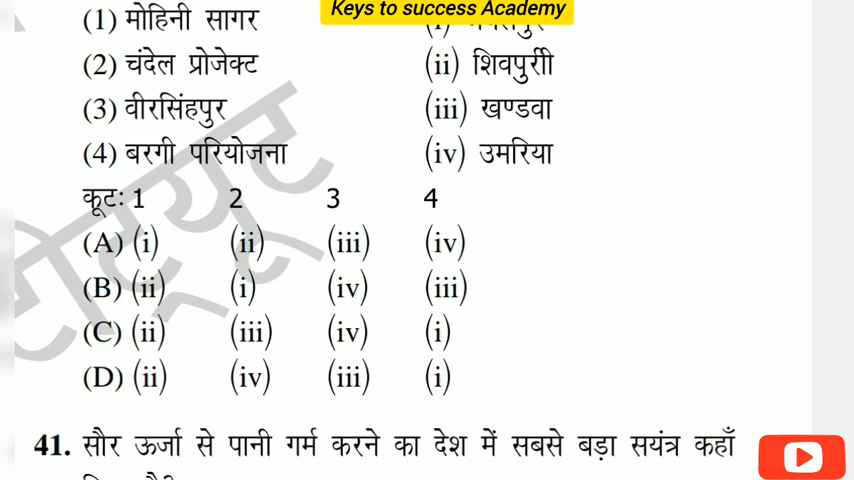 Keys to success Academy
(1) मोहिनी सागर
(2) चंदेल प्रोजेक्ट (ii) शिवपुरीी
(3) वीरसिंहपुर (iii) खण्डवा
(4) बरगी परियोजना (iv) उमरिया
कूट: 1 2 3 4
(A) (i) (ii) (iii) (iv)
(B) (ii) (i) (iv) (iii)
(C) (ii) (iii) (iv) (i)
(D) (ii) (iv) (iii) (i)
41. सौर ऊर्जा से पानी गर्म करने का देश में सबसे बड़ा सयंत्र कहाँ